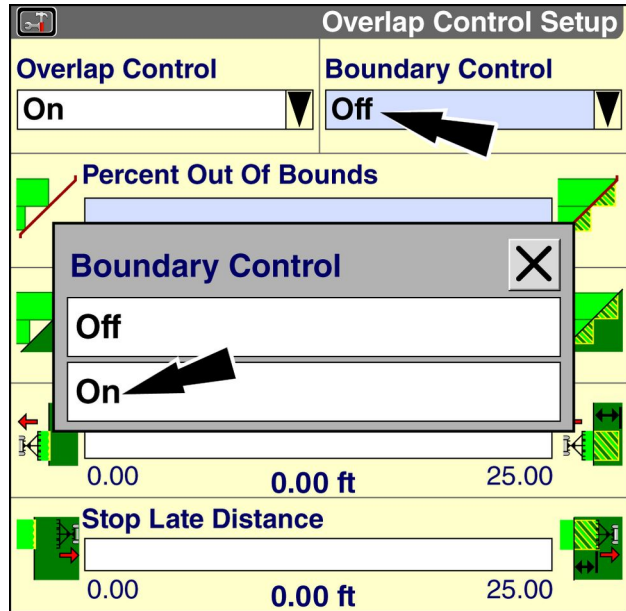 Overlap Control Setup
Overlap Control
Boundary Control
On
Off
Percent Out Of Bounds
Boundary Control
Off
On
0.00 0.00 ft 25.00
Stop Late Distance
0.00 0.00 ft 25.00